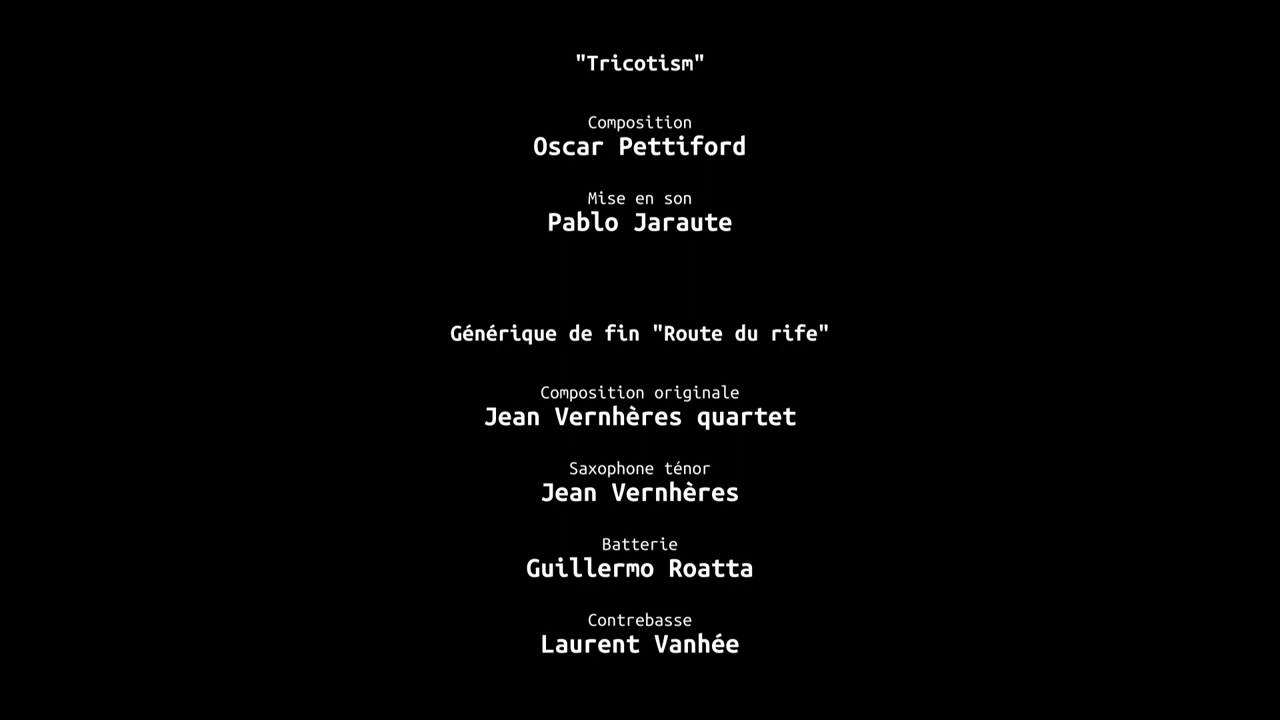 "Tricotism"
Composition
Oscar Pettiford
Mise en son
Pablo Jaraute
Générique de fin "Route du rife"
Composition originale
Jean Vernhères quartet
Saxophone ténor
Jean Vernhères
Batterie
Guillermo Roatta
Contrebasse
Laurent Vanhée